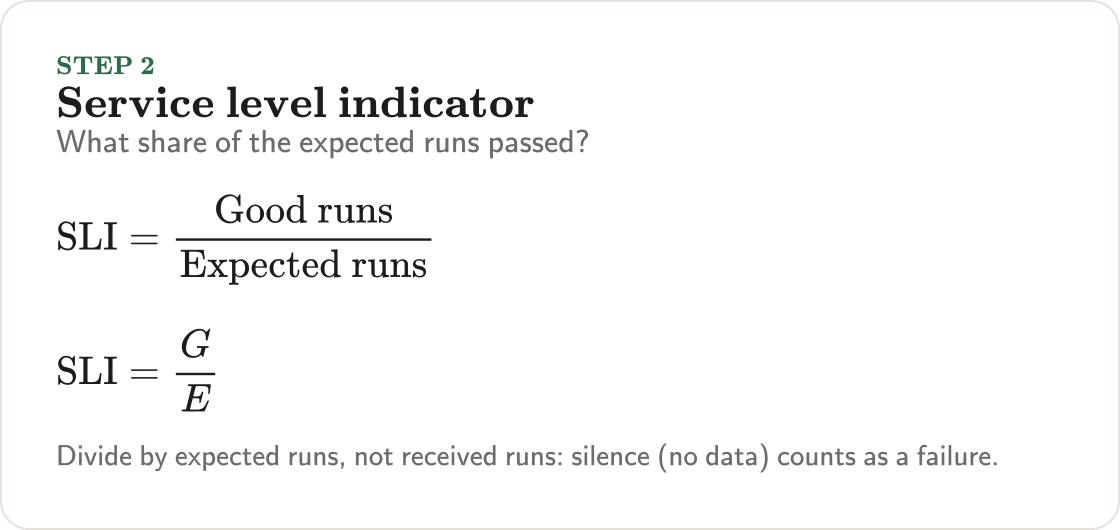 STEP 2
Service level indicator
What share of the expected runs passed?
SLI = Good runs / Expected runs
SLI = G / E
Divide by expected runs, not received runs: silence (no data) counts as a failure.